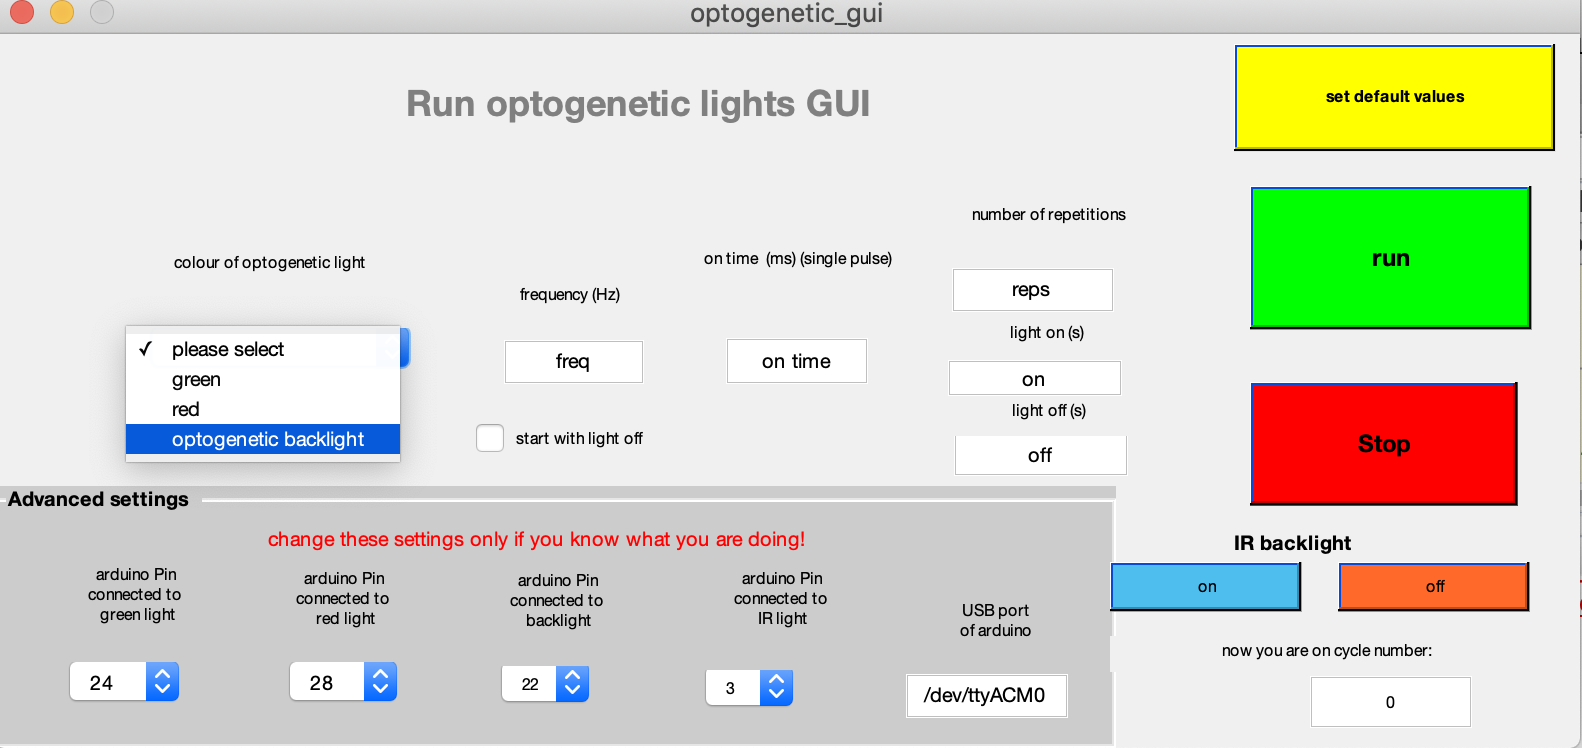 optogenetic_gui
Run optogenetic lights GUI
set default values
number of repetitions
colour of optogenetic light
on time (ms) (single pulse)
run
frequency (Hz)
reps
light on (s)
✓ please select
freq
on time
green
on
red
light off (s)
optogenetic backlight
start with light off
off
Stop
Advanced settings
change these settings only if you know what you are doing!
IR backlight
arduino Pin
connected to
green light
arduino Pin
connected to
red light
arduino Pin
connected to
backlight
arduino Pin
connected to
IR light
USB port
of arduino
on
off
now you are on cycle number:
24
28
22
3
/dev/ttyACM0
0